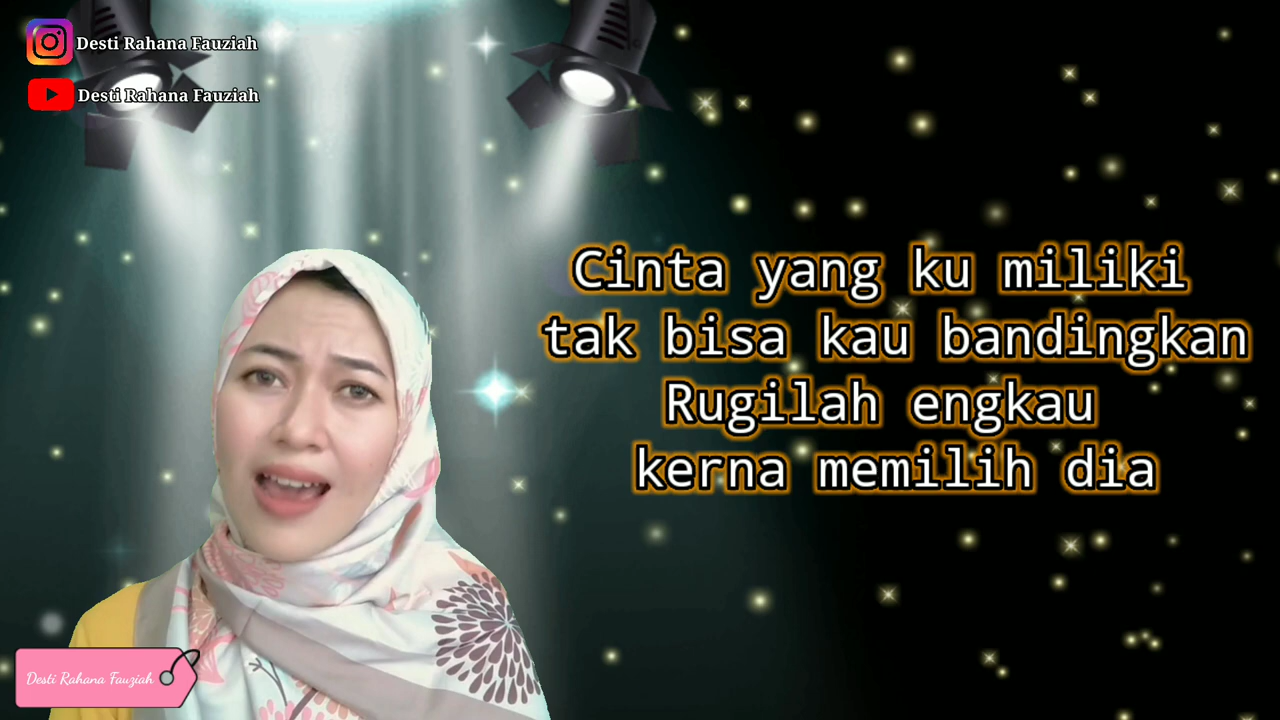 Desti Rahana Fauziah
Desti Rahana Fauziah
Cinta yang ku miliki
tak bisa kau bandingkan
Rugilah engkau
kerna memilih dia
Desti Rahana Fauziah